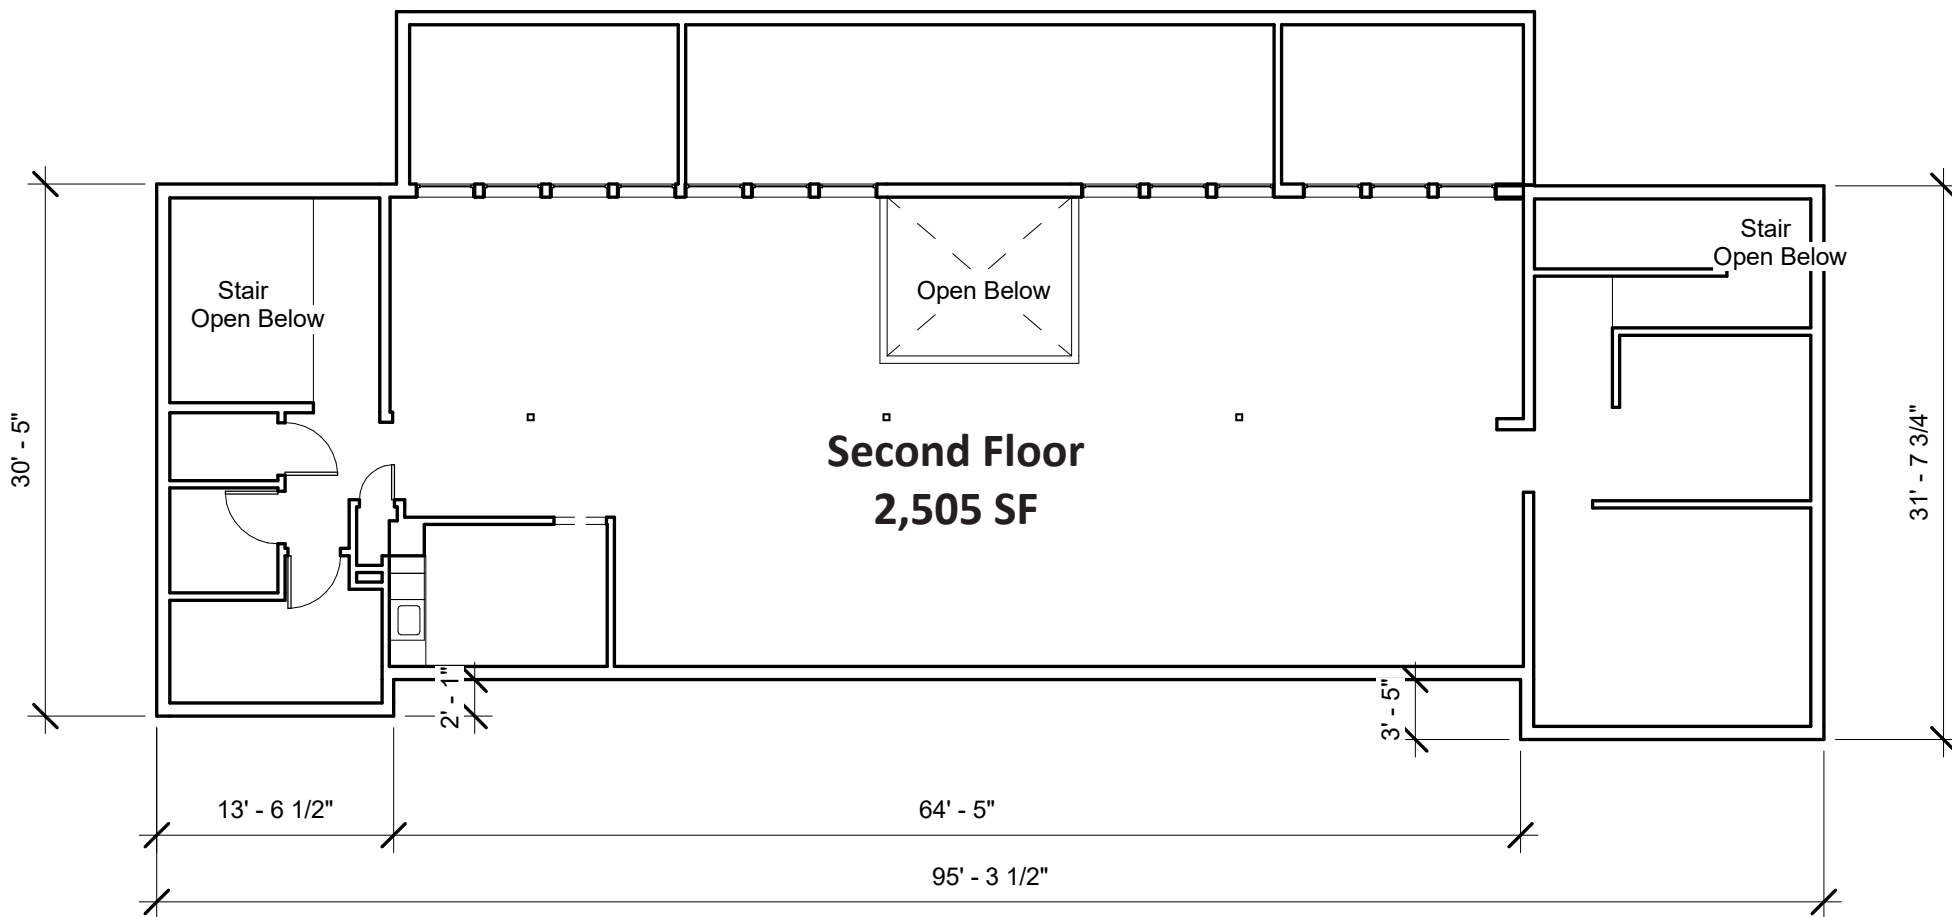 Stair
Open Below
Stair
Open Below
Open Below
30' - 5"
31' - 7 3/4"
Second Floor
2,505 SF
2' - 1"
3' - 5"
13' - 6 1/2"
64' - 5"
95' - 3 1/2"